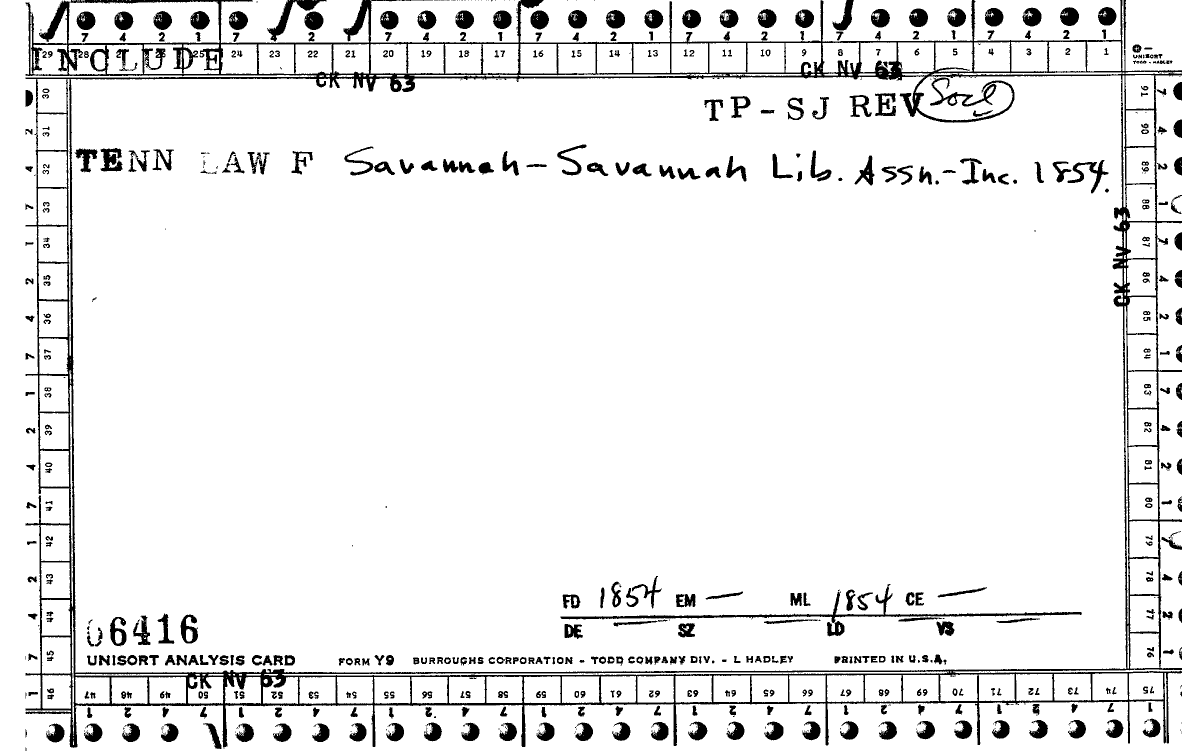 7 4 2 1 7 4 2 1 7 4 2 1 7 4 2 1 7 4 2 1 7 4 2 1 7 4 2 1
29 28 27 26 25 24 23 22 21 20 19 18 17 16 15 14 13 12 11 10 9 8 7 6 5 4 3 2 1
INCLUDE
UNISORT
TODD - HADLEY
CK NV 63
CK NV 63
TP-SJ REV Socl
TENN LAW F Savannah-Savannah Lib. Assn.-Inc. 1854.
CK NV 63
30 31 32 33 34 35 36 37 38 39 40 41 42 43 44 45 46
91 90 89 88 87 86 85 84 83 82 81 80 79 78 77 76
FD 1854 EM — ML 1854 CE —
DE SZ LD VS
06416
UNISORT ANALYSIS CARD FORM Y9 BURROUGHS CORPORATION - TODD COMPANY DIV. - L HADLEY PRINTED IN U.S.A.
CK NV 63
47 48 49 50 51 52 53 54 55 56 57 58 59 60 61 62 63 64 65 66 67 68 69 70 71 72 73 74 75
1 2 4 7 1 2 4 7 1 2 4 7 1 2 4 7 1 2 4 7 1 2 4 7 1 2 4 7 1